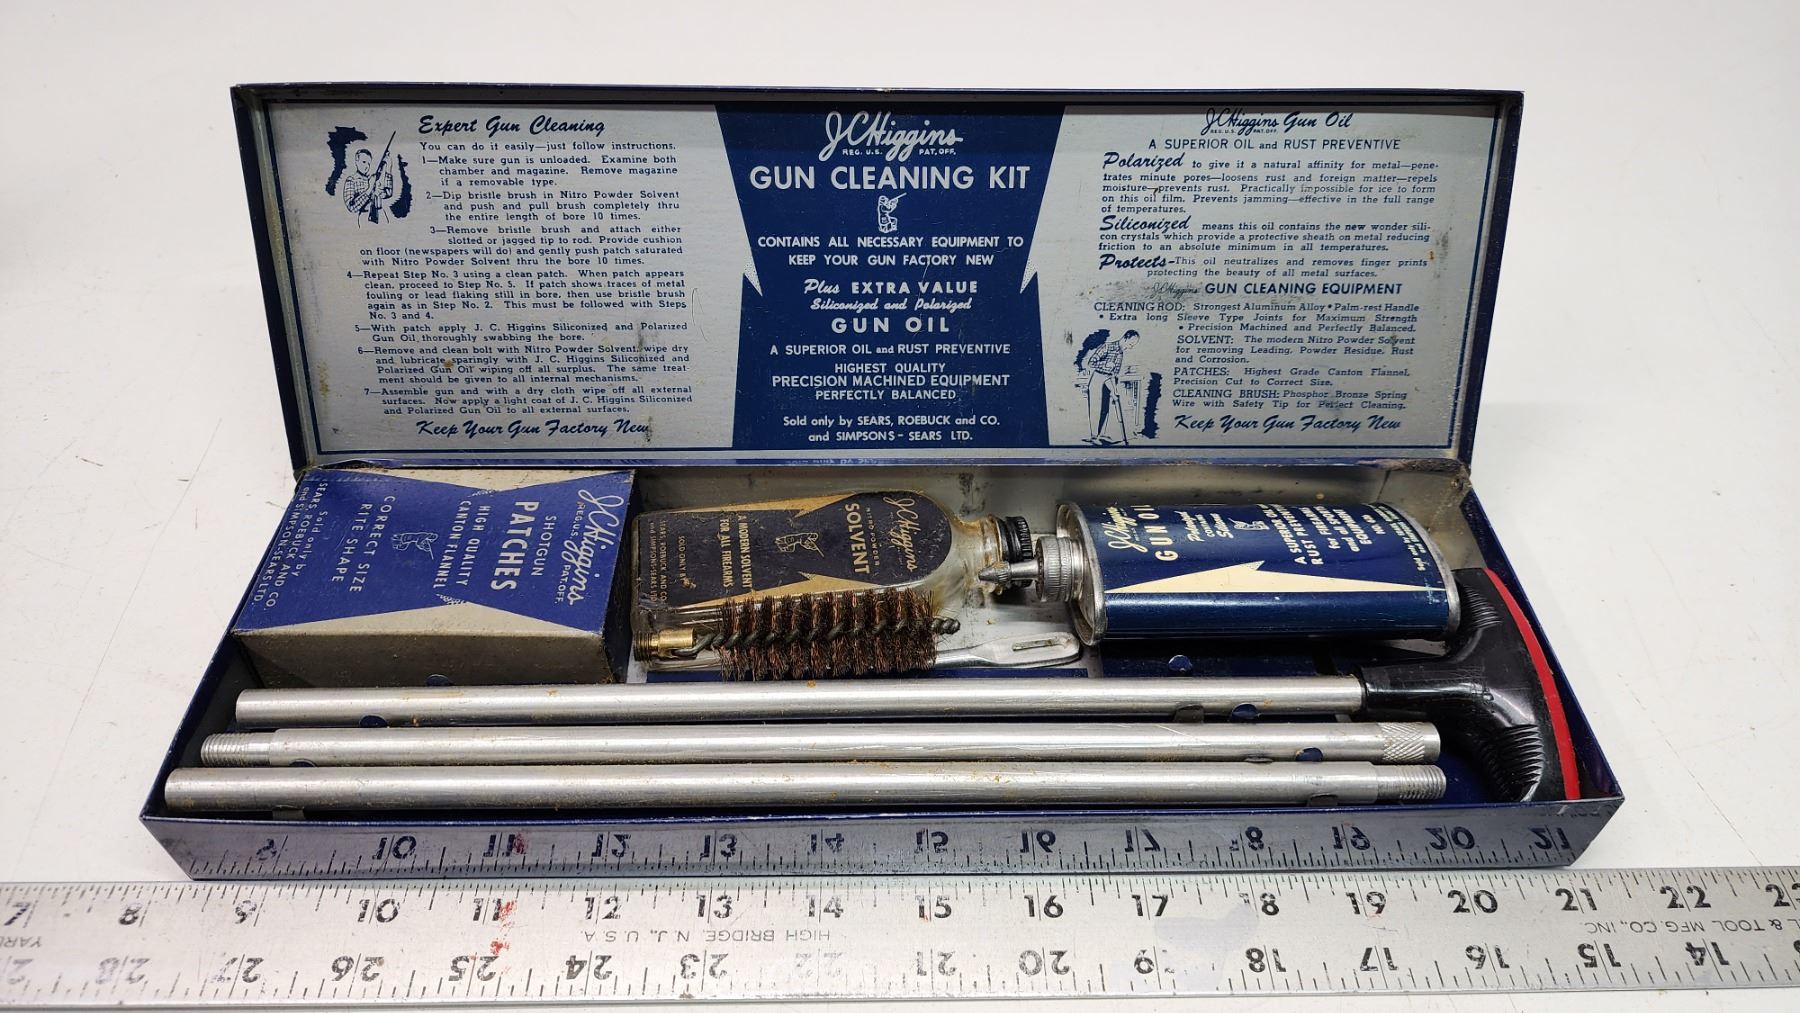 Expert Gun Cleaning
You can do it easily—just follow instructions.
1—Make sure gun is unloaded. Examine both
chamber and magazine. Remove magazine
if a removable type.
2—Dip bristle brush in Nitro Powder Solvent
and push and pull brush completely thru
the entire length of bore 10 times.
3—Remove bristle brush and attach either
slotted or jagged tip to rod. Provide cushion
on floor (newspapers will do) and gently push patch saturated
with Nitro Powder Solvent thru the bore 10 times.
4—Repeat Step No. 3 using a clean patch. When patch appears
clean, proceed to Step No. 5. If patch shows traces of metal
fouling or lead flaking still in bore, then use bristle brush
again as in Step No. 2. This must be followed with Steps
No. 3 and 4.
5—With patch apply J. C. Higgins Siliconized and Polarized
Gun Oil, thoroughly swabbing the bore.
6—Remove and clean bolt with Nitro Powder Solvent, wipe dry
and lubricate sparingly with J. C. Higgins Siliconized and
Polarized Gun Oil wiping off all surplus. The same treat-
ment should be given to all internal mechanisms.
7—Assemble gun and with a dry cloth wipe off all external
surfaces. Now apply a light coat of J. C. Higgins Siliconized
and Polarized Gun Oil to all external surfaces.
Keep Your Gun Factory New
J.C. Higgins
REG. U.S. PAT. OFF.
GUN CLEANING KIT
CONTAINS ALL NECESSARY EQUIPMENT TO
KEEP YOUR GUN FACTORY NEW
Plus EXTRA VALUE
Siliconized and Polarized
GUN OIL
A SUPERIOR OIL and RUST PREVENTIVE
HIGHEST QUALITY
PRECISION MACHINED EQUIPMENT
PERFECTLY BALANCED
Sold only by SEARS, ROEBUCK and CO.
and SIMPSONS-SEARS LTD.
J.C. Higgins Gun Oil
REG. U.S. PAT. OFF.
A SUPERIOR OIL and RUST PREVENTIVE
Polarized to give it a natural affinity for metal—pene-
trates minute pores—loosens rust and foreign matter—repels
moisture—prevents rust. Practically impossible for ice to form
on this oil film. Prevents jamming—effective in the full range
of temperatures.
Siliconized means this oil contains the new wonder sili-
con crystals which provide a protective sheath on metal reducing
friction to an absolute minimum in all temperatures.
Protects-This oil neutralizes and removes finger prints
protecting the beauty of all metal surfaces.
J.C. Higgins GUN CLEANING EQUIPMENT
CLEANING ROD: Strongest Aluminum Alloy • Palm-rest Handle
• Extra long Sleeve Type Joints for Maximum Strength
• Precision Machined and Perfectly Balanced.
SOLVENT: The modern Nitro Powder Solvent
for removing Leading, Powder Residue, Rust
and Corrosion.
PATCHES: Highest Grade Canton Flannel,
Precision Cut to Correct Size.
CLEANING BRUSH: Phosphor Bronze Spring
Wire with Safety Tip for Perfect Cleaning.
Keep Your Gun Factory New
J.C. Higgins
REG. U.S. PAT. OFF.
SHOTGUN
PATCHES
HIGH QUALITY
CANTON FLANNEL
CORRECT SIZE
RITE SHAPE
Sold only by
SEARS, ROEBUCK AND CO.
and SIMPSON-SEARS LTD.
J.C. Higgins
NITRO POWDER
SOLVENT
A MODERN SOLVENT
FOR ALL FIREARMS
SOLD ONLY BY
SEARS, ROEBUCK AND CO.
and SIMPSONS-SEARS LTD.
J.C. Higgins
GUN OIL
Polarized
A SUPERIOR OIL
RUST PREVENTIVE
for FIREARMS
9 10 11 12 13 14 15 16 17 18 19 20 21
7 8 9 10 11 12 13 14 15 16 17 18 19 20 21 22 23
HIGH BRIDGE, N.J., U.S.A.
L & TOOL MFG. CO., INC.
YARD
28 27 26 25 24 23 22 21 20 19 18 17 16 15 14